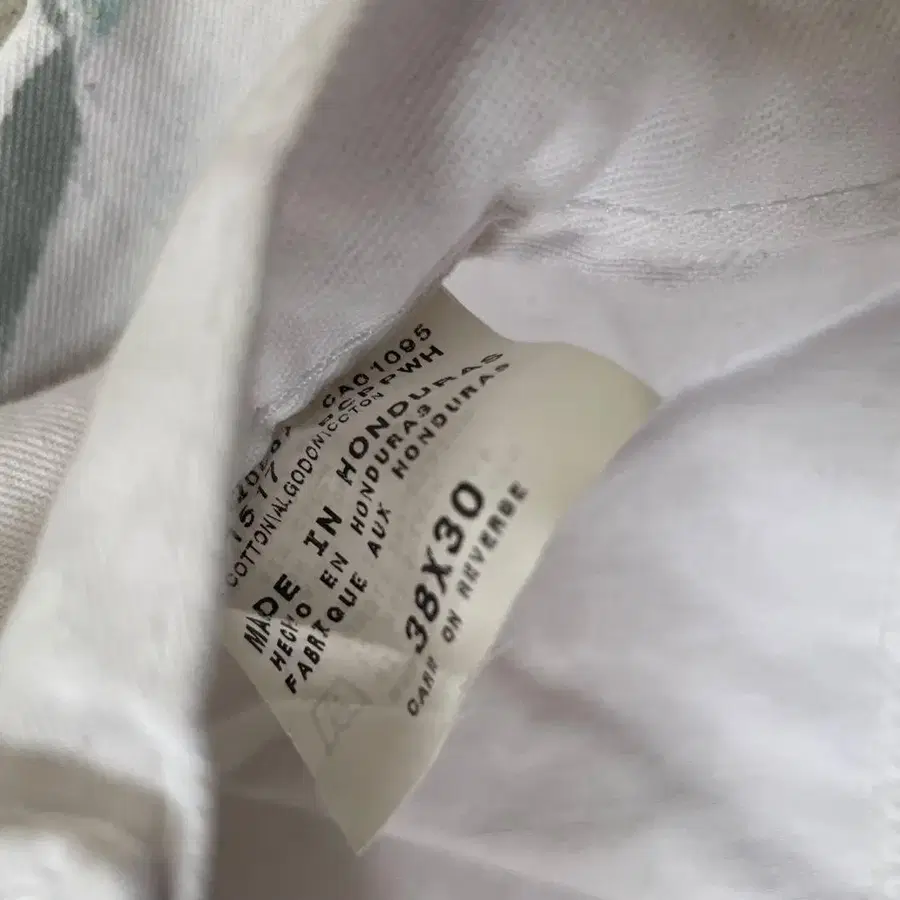 CA01095
1517
COTTON|ALGODON|COTON
MADE IN HONDURAS
HECHO EN HONDURAS
FABRIQUE AUX HONDURAS
38X30
CARE ON REVERSE